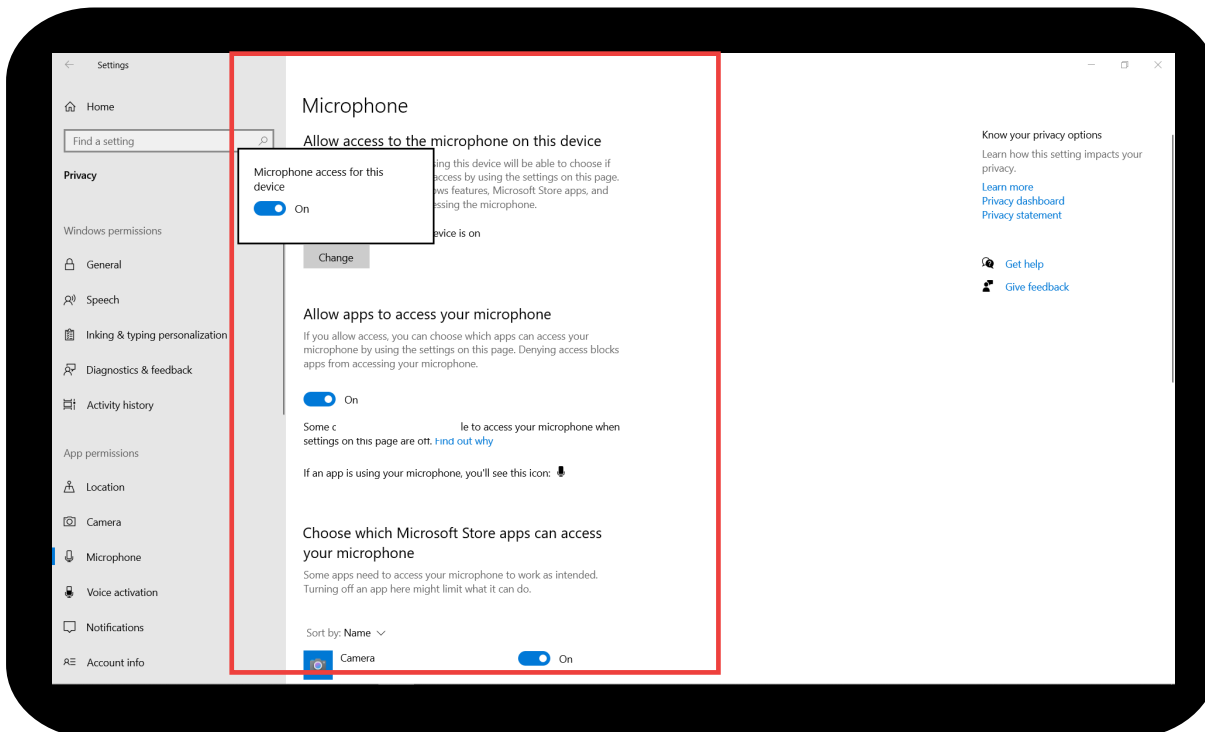 Settings
Home
Find a setting
Privacy
Windows permissions
General
Speech
Inking & typing personalization
Diagnostics & feedback
Activity history
App permissions
Location
Camera
Microphone
Voice activation
Notifications
Account info
Microphone
Allow access to the microphone on this device
ing this device will be able to choose if
access by using the settings on this page.
ws features, Microsoft Store apps, and
essing the microphone.
Microphone access for this
device
On
evice is on
Change
Allow apps to access your microphone
If you allow access, you can choose which apps can access your
microphone by using the settings on this page. Denying access blocks
apps from accessing your microphone.
On
Some le to access your microphone when
settings on this page are off. Find out why
If an app is using your microphone, you'll see this icon:
Choose which Microsoft Store apps can access
your microphone
Some apps need to access your microphone to work as intended.
Turning off an app here might limit what it can do.
Sort by: Name
Camera On
Know your privacy options
Learn how this setting impacts your
privacy.
Learn more
Privacy dashboard
Privacy statement
Get help
Give feedback